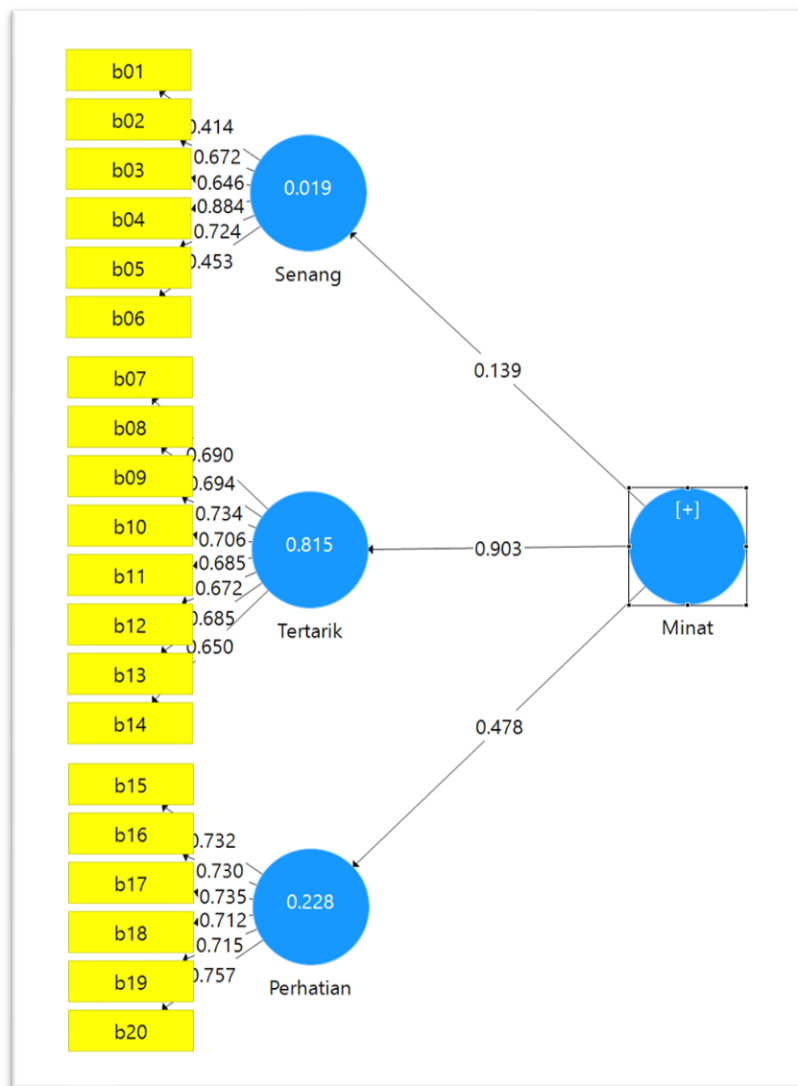 b01
b02
b03
b04
b05
b06
0.414
0.672
0.646
0.884
0.724
0.453
0.019
Senang
0.139
b07
b08
b09
b10
b11
b12
b13
b14
0.690
0.694
0.734
0.706
0.685
0.672
0.685
0.650
0.815
Tertarik
0.903
[+]
Minat
0.478
b15
b16
b17
b18
b19
b20
0.732
0.730
0.735
0.712
0.715
0.757
0.228
Perhatian